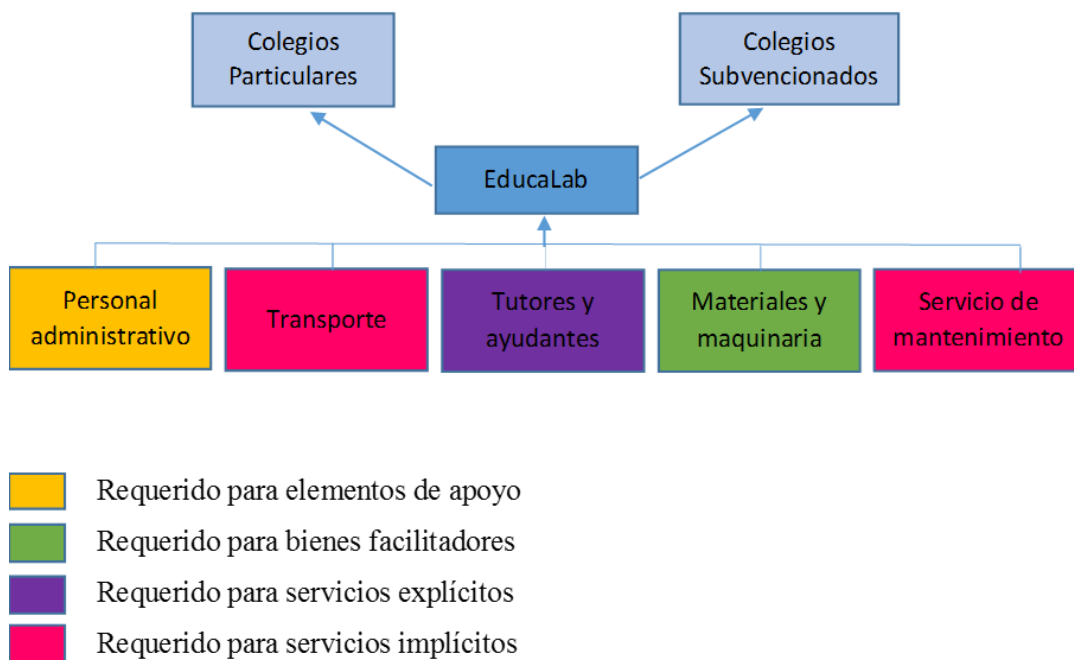 Colegios
Particulares
Colegios
Subvencionados
EducaLab
Personal
administrativo
Transporte
Tutores y
ayudantes
Materiales y
maquinaria
Servicio de
mantenimiento
Requerido para elementos de apoyo
Requerido para bienes facilitadores
Requerido para servicios explícitos
Requerido para servicios implícitos